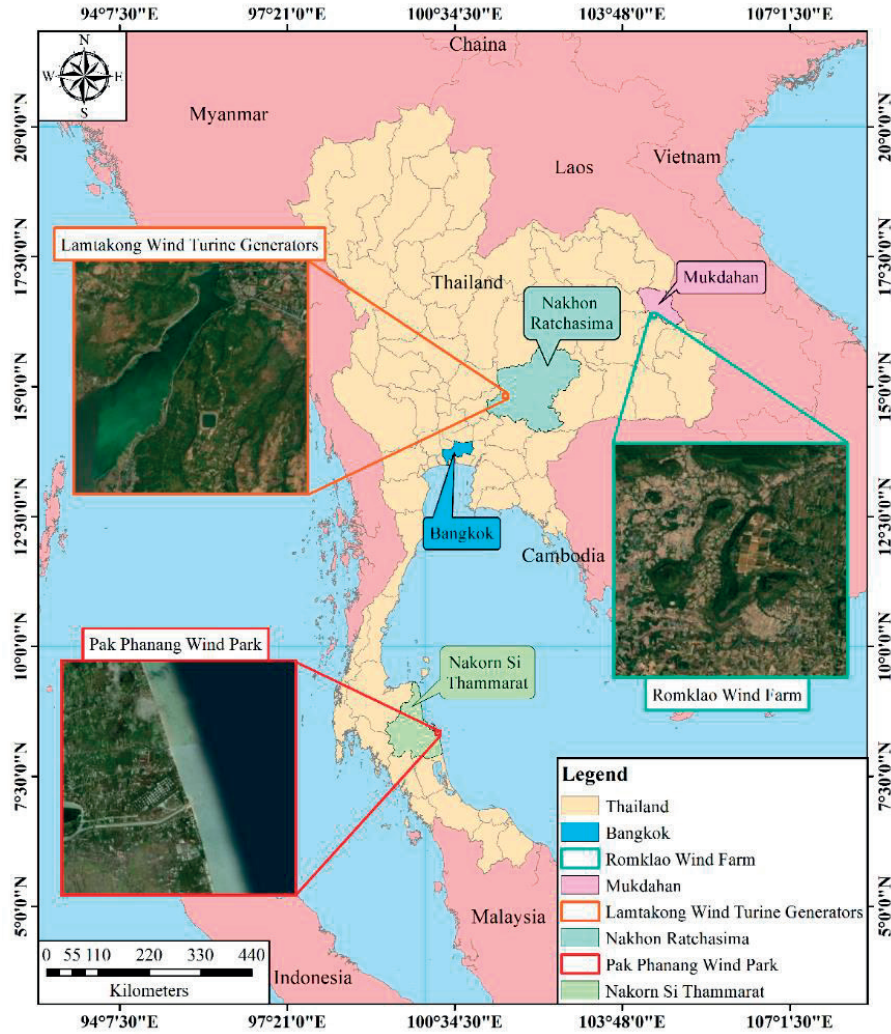 94°7'30"E 97°21'0"E 100°34'30"E 103°48'0"E 107°1'30"E
N
W E
S
Chaina
Myanmar
Vietnam
Laos
20°0'0"N 20°0'0"N
Lamtakong Wind Turine Generators
17°30'0"N 17°30'0"N
Thailand
Mukdahan
Nakhon
Ratchasima
15°0'0"N 15°0'0"N
Bangkok
12°30'0"N 12°30'0"N
Cambodia
Pak Phanang Wind Park
10°0'0"N 10°0'0"N
Nakorn Si
Thammarat
Romklao Wind Farm
7°30'0"N 7°30'0"N
Legend
Thailand
Bangkok
Romklao Wind Farm
Mukdahan
Lamtakong Wind Turine Generators
Nakhon Ratchasima
Pak Phanang Wind Park
Nakorn Si Thammarat
5°0'0"N 5°0'0"N
Malaysia
0 55 110 220 330 440
Kilometers
Indonesia
94°7'30"E 97°21'0"E 100°34'30"E 103°48'0"E 107°1'30"E